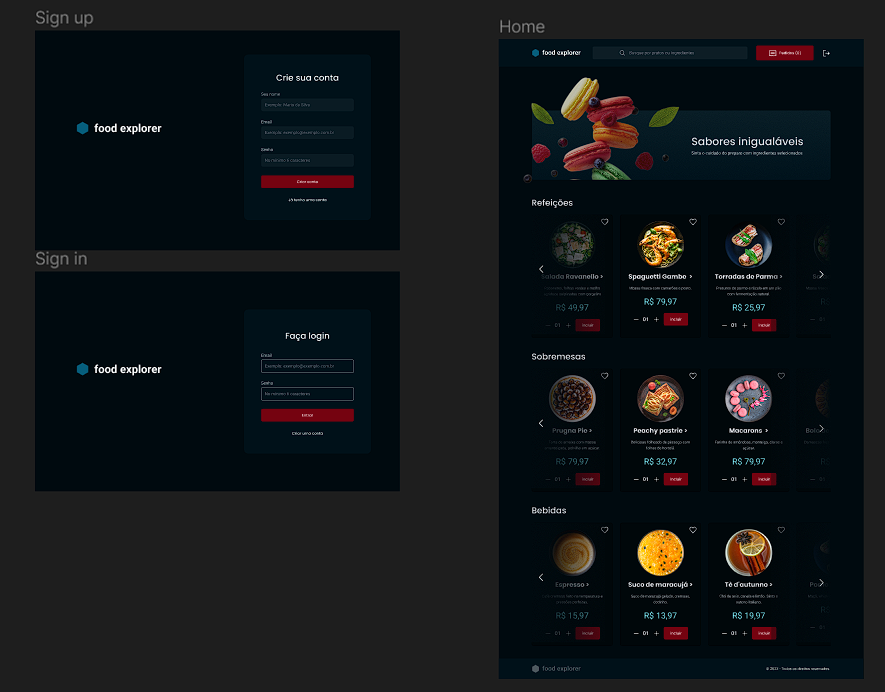 Sign up
food explorer
Crie sua conta
Seu nome
Exemplo: Maria da Silva
Email
Exemplo: exemplo@exemplo.com.br
Senha
No mínimo 6 caracteres
Criar conta
Já tenho uma conta
Sign in
food explorer
Faça login
Email
Exemplo: exemplo@exemplo.com.br
Senha
No mínimo 6 caracteres
Entrar
Criar uma conta
Home
food explorer
Busque por pratos ou ingredientes
Pedidos (0)
Sabores inigualáveis
Sinta o cuidado do preparo com ingredientes selecionados
Refeições
Salada Ravanello >
R$ 49,97
01
incluir
Spaguetti Gambe >
Massa fresca com camarões e pesto.
R$ 79,97
01
incluir
Torradas de Parma >
Presunto de parma e rúcula em um pão com fermentação natural.
R$ 25,97
01
incluir
Sobremesas
Prugna Pie >
R$ 79,97
01
incluir
Peachy pastrie >
Delicioso folheado de pêssego com folhas de hortelã.
R$ 32,97
01
incluir
Macarons >
Farinha de amêndoas, manteiga, claras e açúcar.
R$ 79,97
01
incluir
Bebidas
Espresso >
R$ 15,97
01
incluir
Suco de maracujá >
Suco de maracujá gelado, cremoso, docinho.
R$ 13,97
01
incluir
Tè d'autunno >
Chá de anis, canela e limão. Sinta o outono italiano.
R$ 19,97
01
incluir
food explorer
© 2023 - Todos os direitos reservados.